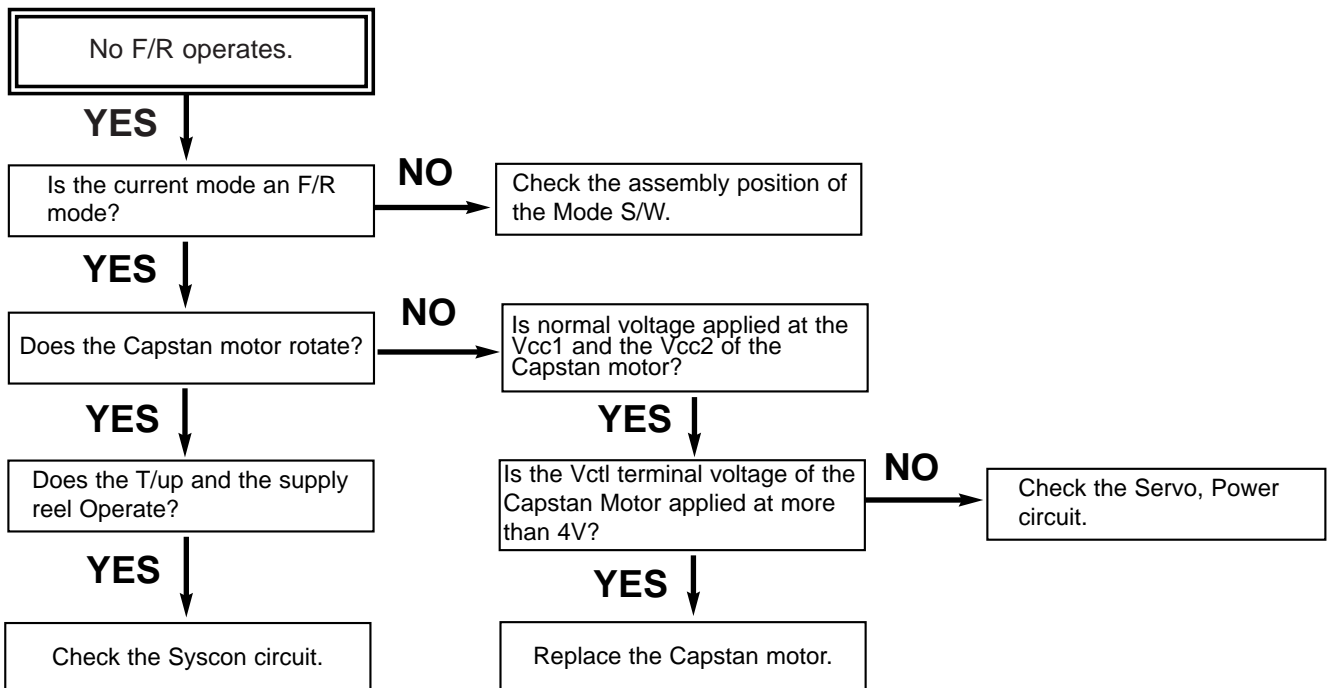 No F/R operates.
YES
Is the current mode an F/R
mode?
NO
Check the assembly position of
the Mode S/W.
YES
Does the Capstan motor rotate?
NO
Is normal voltage applied at the
Vcc1 and the Vcc2 of the
Capstan motor?
YES
YES
Does the T/up and the supply
reel Operate?
Is the Vctl terminal voltage of the
Capstan Motor applied at more
than 4V?
NO
Check the Servo, Power
circuit.
YES
YES
Check the Syscon circuit.
Replace the Capstan motor.